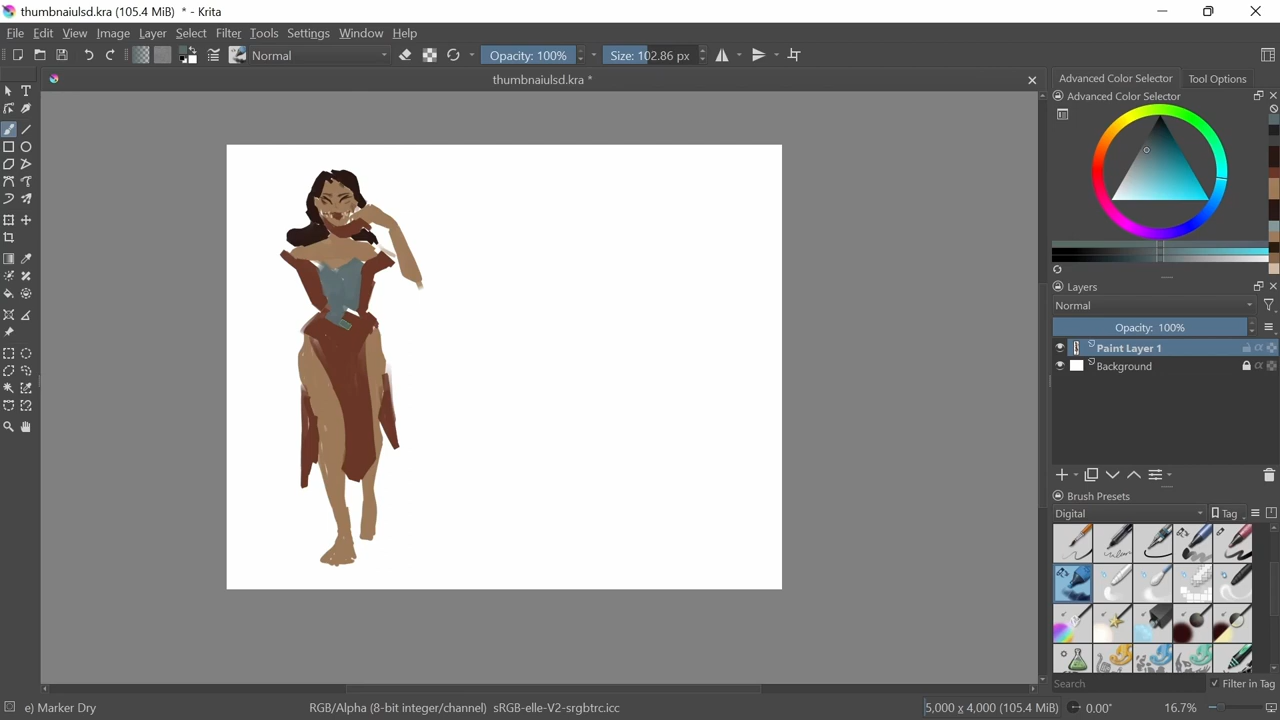 thumbnaiulsd.kra (105.4 MiB) * - Krita
File Edit View Image Layer Select Filter Tools Settings Window Help
Normal Opacity: 100% Size: 102.86 px
thumbnaiulsd.kra *
Advanced Color Selector Tool Options
Advanced Color Selector
Layers
Normal
Opacity: 100%
Paint Layer 1
Background
Brush Presets
Digital Tag
Search Filter in Tag
e) Marker Dry RGB/Alpha (8-bit integer/channel) sRGB-elle-V2-srgbtrc.icc 5,000 x 4,000 (105.4 MiB) 0.00° 16.7%